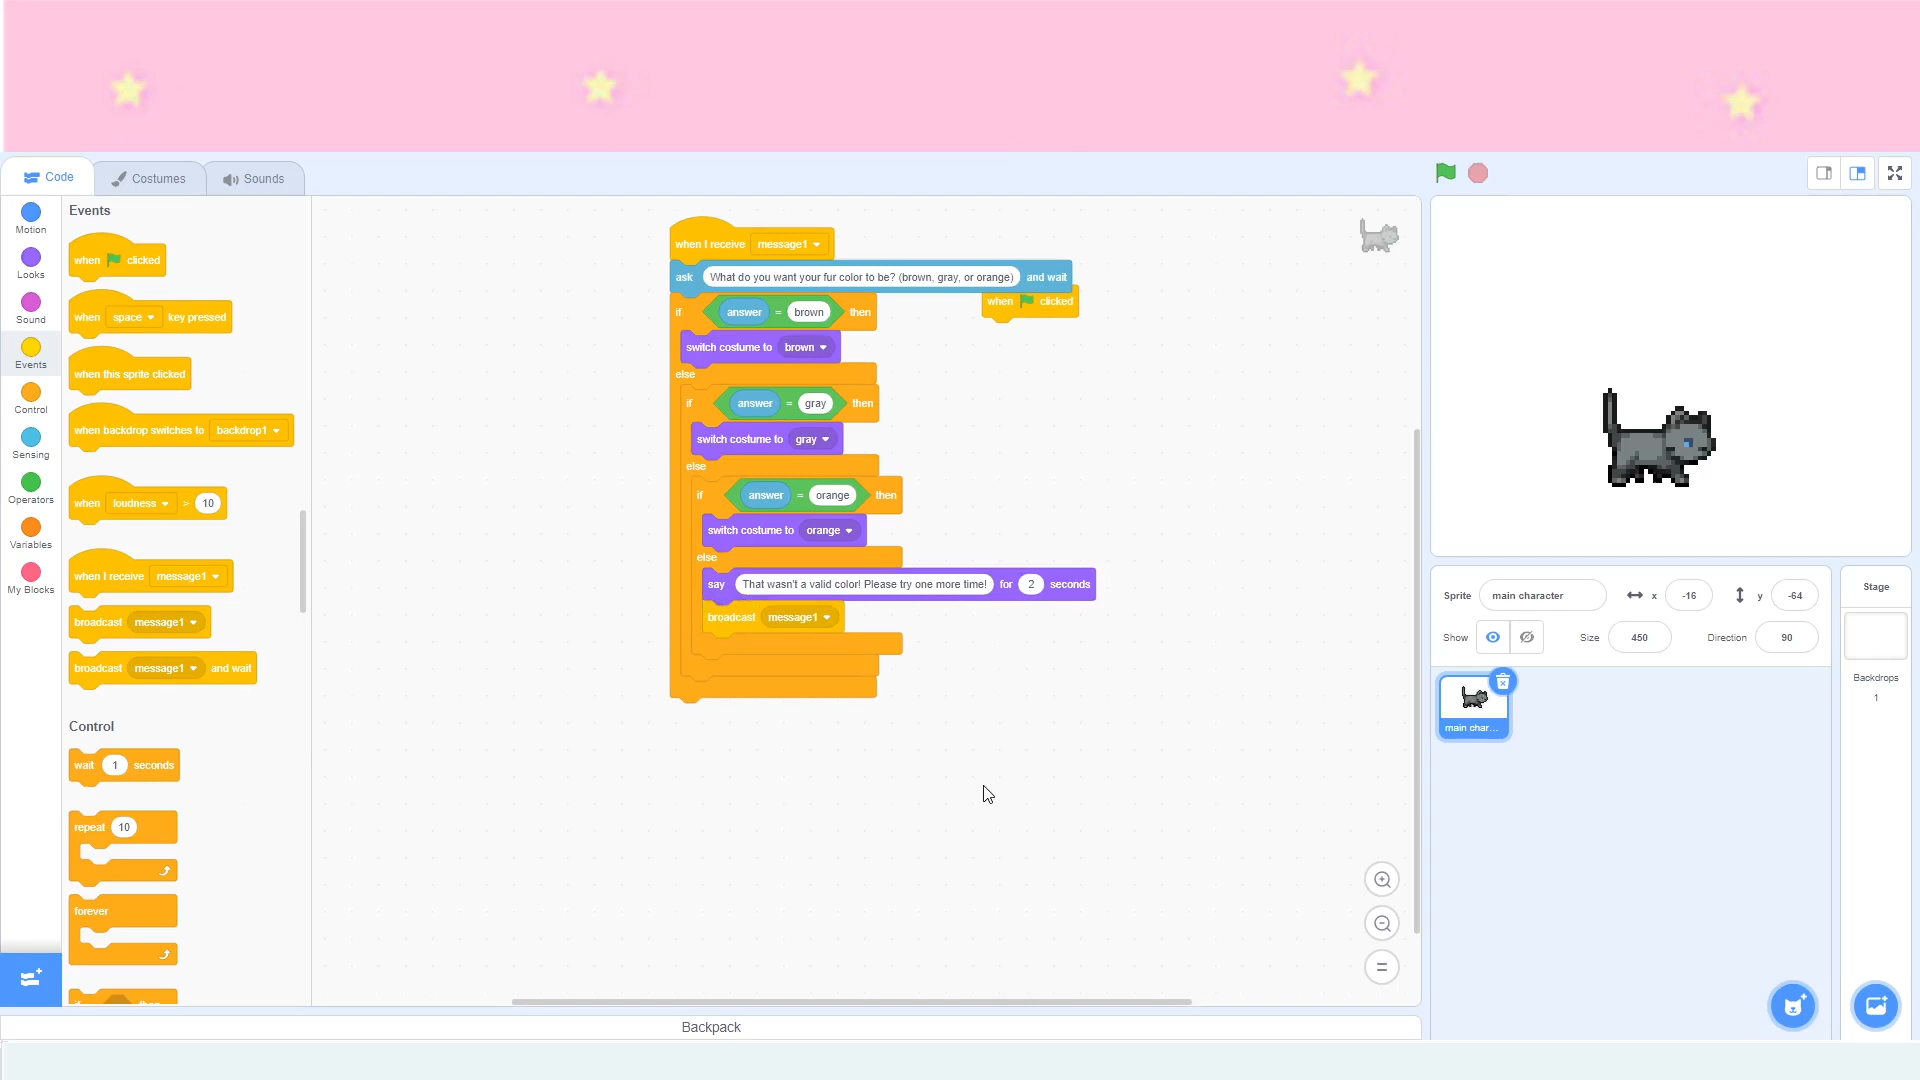 Code
Costumes
Sounds
Motion
Looks
Sound
Events
Control
Sensing
Operators
Variables
My Blocks
Events
when clicked
when space key pressed
when this sprite clicked
when backdrop switches to backdrop1
when loudness > 10
when I receive message1
broadcast message1
broadcast message1 and wait
Control
wait 1 seconds
repeat 10
forever
if then
when I receive message1
ask What do you want your fur color to be? (brown, gray, or orange) and wait
when clicked
if answer = brown then
switch costume to brown
else
if answer = gray then
switch costume to gray
else
if answer = orange then
switch costume to orange
else
say That wasn't a valid color! Please try one more time! for 2 seconds
broadcast message1
Backpack
Sprite main character x -16 y -64
Show Size 450 Direction 90
main char...
Stage
Backdrops
1